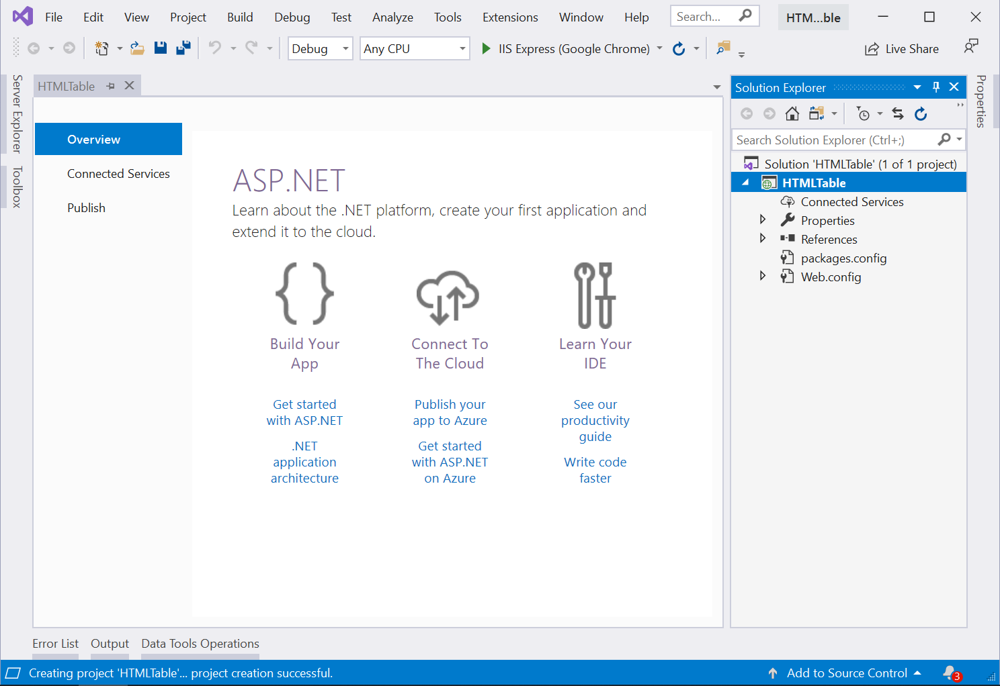 File Edit View Project Build Debug Test Analyze Tools Extensions Window Help Search... HTM...ble
Debug Any CPU IIS Express (Google Chrome) Live Share
Server Explorer
Toolbox
HTMLTable
Overview
Connected Services
Publish
ASP.NET
Learn about the .NET platform, create your first application and
extend it to the cloud.
Build Your
App
Get started
with ASP.NET
.NET
application
architecture
Connect To
The Cloud
Publish your
app to Azure
Get started
with ASP.NET
on Azure
Learn Your
IDE
See our
productivity
guide
Write code
faster
Solution Explorer
Search Solution Explorer (Ctrl+;)
Solution 'HTMLTable' (1 of 1 project)
HTMLTable
Connected Services
Properties
References
packages.config
Web.config
Properties
Error List Output Data Tools Operations
Creating project 'HTMLTable'... project creation successful. Add to Source Control 3